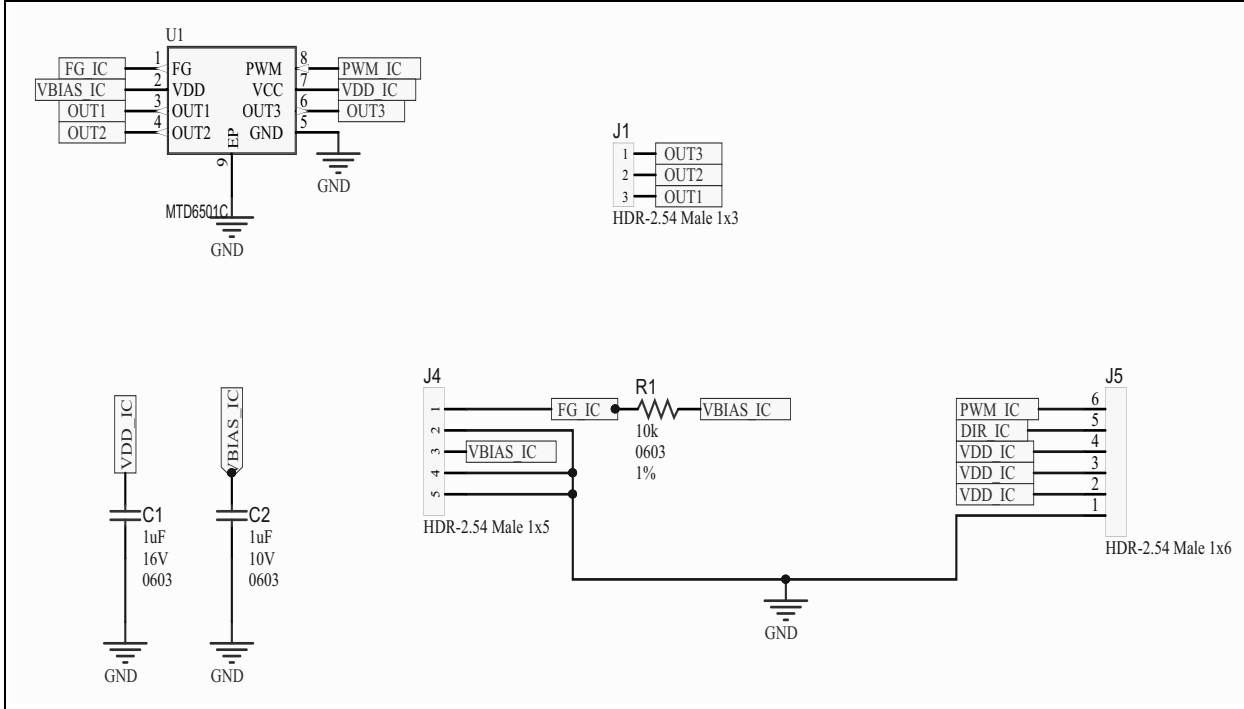 U1
FG_IC 1 FG PWM 8 PWM_IC
VBIAS_IC 2 VDD VCC 7 VDD_IC
OUT1 3 OUT1 OUT3 6 OUT3
OUT2 4 OUT2 GND 5
EP
9
GND
MTD6501C
GND
J1
1 OUT3
2 OUT2
3 OUT1
HDR-2.54 Male 1x3
VDD_IC
C1
1uF
16V
0603
GND
VBIAS_IC
C2
1uF
10V
0603
GND
J4
1 FG_IC
2
3 VBIAS_IC
4
5
HDR-2.54 Male 1x5
R1
VBIAS_IC
10k
0603
1%
GND
J5
PWM_IC 6
DIR_IC 5
VDD_IC 4
VDD_IC 3
VDD_IC 2
1
HDR-2.54 Male 1x6